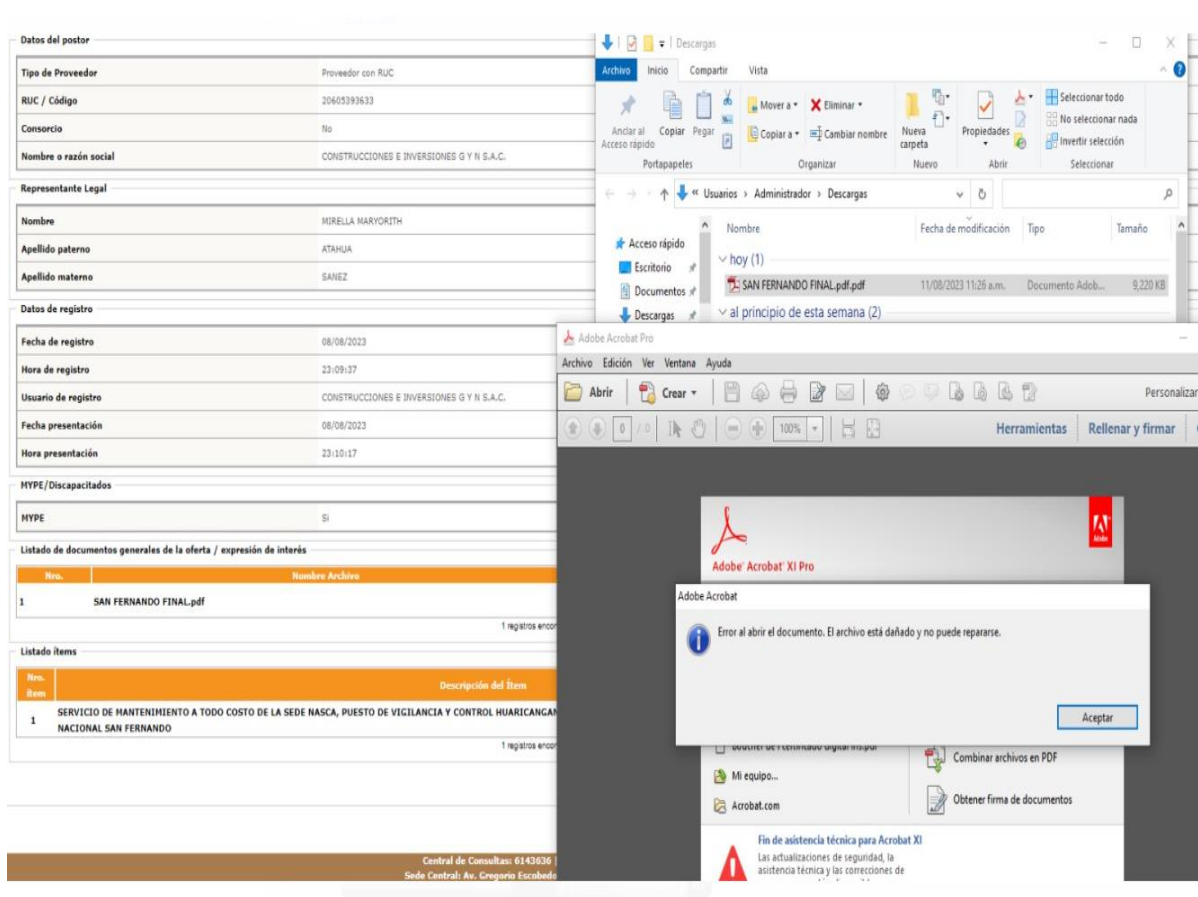 Datos del postor
Tipo de Proveedor Proveedor con RUC
RUC / Código 20605393633
Consorcio No
Nombre o razón social CONSTRUCCIONES E INVERSIONES G Y N S.A.C.
Representante Legal
Nombre MIRELLA MARYORITH
Apellido paterno ATAHUA
Apellido materno SANEZ
Datos de registro
Fecha de registro 08/08/2023
Hora de registro 23:09:37
Usuario de registro CONSTRUCCIONES E INVERSIONES G Y N S.A.C.
Fecha presentación 08/08/2023
Hora presentación 23:10:17
MYPE/Discapacitados
MYPE Si
Listado de documentos generales de la oferta / expresión de interés
Nro. Nombre Archivo
1 SAN FERNANDO FINAL.pdf
1 registros encon
Listado ítems
Nro. ítem Descripción del Ítem
1 SERVICIO DE MANTENIMIENTO A TODO COSTO DE LA SEDE NASCA, PUESTO DE VIGILANCIA Y CONTROL HUARICANGAN
NACIONAL SAN FERNANDO
1 registros encon
Central de Consultas: 6143636 |
Sede Central: Av. Gregorio Escobedo
Descargas
Archivo Inicio Compartir Vista
Anclar al Acceso rápido
Copiar Pegar
Mover a
Copiar a
Eliminar
Cambiar nombre
Nueva carpeta
Propiedades
Seleccionar todo
No seleccionar nada
Invertir selección
Portapapeles Organizar Nuevo Abrir Seleccionar
« Usuarios > Administrador > Descargas
Nombre Fecha de modificación Tipo Tamaño
Acceso rápido
Escritorio
Documentos
Descargas
hoy (1)
SAN FERNANDO FINAL.pdf.pdf 11/08/2023 11:26 a.m. Documento Adob... 9,220 KB
al principio de esta semana (2)
Adobe Acrobat Pro
Archivo Edición Ver Ventana Ayuda
Abrir Crear Personalizar
0 / 0 100% Herramientas Rellenar y firmar
Adobe
Adobe® Acrobat® XI Pro
Adobe Acrobat
Error al abrir el documento. El archivo está dañado y no puede repararse.
Aceptar
Combinar archivos en PDF
Mi equipo...
Obtener firma de documentos
Acrobat.com
Fin de asistencia técnica para Acrobat XI
Las actualizaciones de seguridad, la
asistencia técnica y las correcciones de